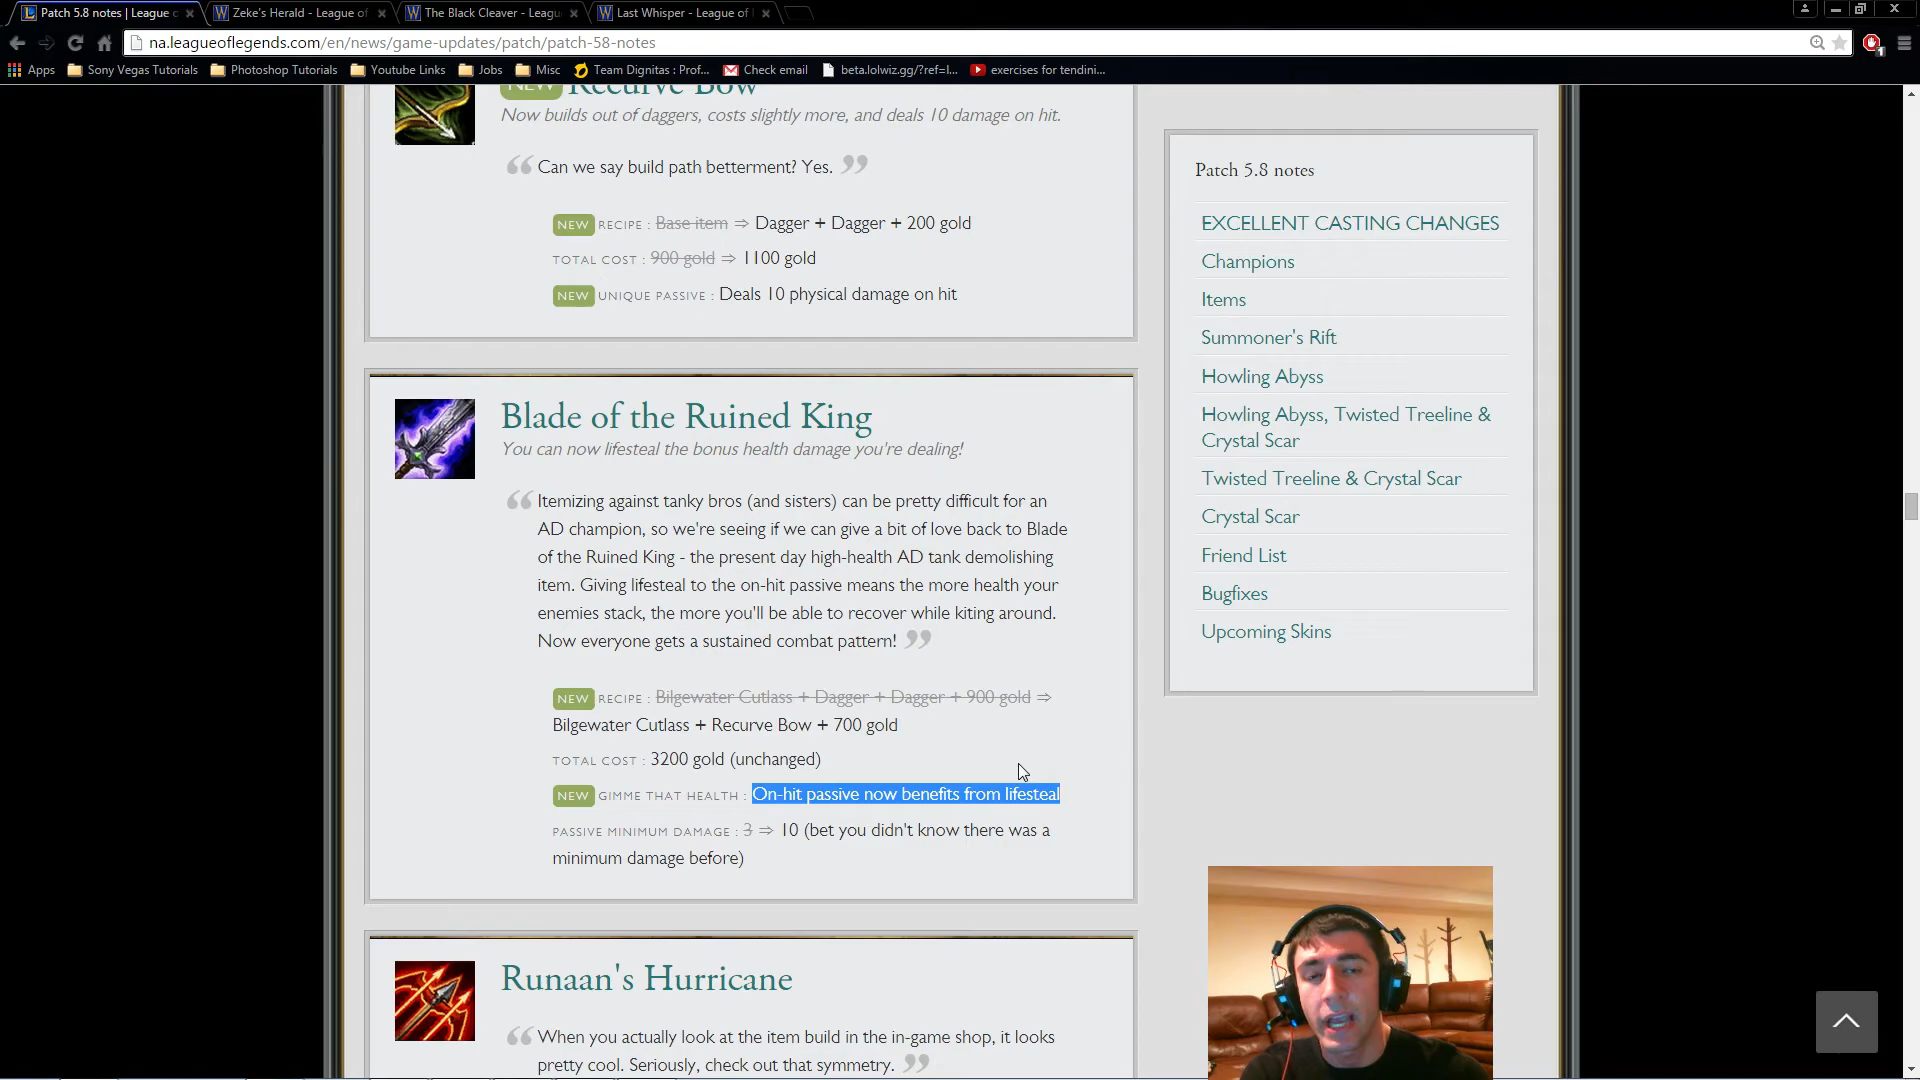 Patch 5.8 notes | League o
Zeke's Herald - League of
The Black Cleaver - Leagu
Last Whisper - League of
na.leagueoflegends.com/en/news/game-updates/patch/patch-58-notes
Apps
Sony Vegas Tutorials
Photoshop Tutorials
Youtube Links
Jobs
Misc
Team Dignitas : Prof...
Check email
beta.lolwiz.gg/?ref=l...
exercises for tendini...
1
NEW Recurve Bow
Now builds out of daggers, costs slightly more, and deals 10 damage on hit.
“ Can we say build path betterment? Yes. ”
NEW RECIPE : Base item ⇒ Dagger + Dagger + 200 gold
TOTAL COST : 900 gold ⇒ 1100 gold
NEW UNIQUE PASSIVE : Deals 10 physical damage on hit
Blade of the Ruined King
You can now lifesteal the bonus health damage you're dealing!
“ Itemizing against tanky bros (and sisters) can be pretty difficult for an
AD champion, so we're seeing if we can give a bit of love back to Blade
of the Ruined King - the present day high-health AD tank demolishing
item. Giving lifesteal to the on-hit passive means the more health your
enemies stack, the more you'll be able to recover while kiting around.
Now everyone gets a sustained combat pattern! ”
NEW RECIPE : Bilgewater Cutlass + Dagger + Dagger + 900 gold ⇒
Bilgewater Cutlass + Recurve Bow + 700 gold
TOTAL COST : 3200 gold (unchanged)
NEW GIMME THAT HEALTH : On-hit passive now benefits from lifesteal
PASSIVE MINIMUM DAMAGE : 3 ⇒ 10 (bet you didn't know there was a
minimum damage before)
Runaan's Hurricane
“ When you actually look at the item build in the in-game shop, it looks
pretty cool. Seriously, check out that symmetry. ”
Patch 5.8 notes
EXCELLENT CASTING CHANGES
Champions
Items
Summoner's Rift
Howling Abyss
Howling Abyss, Twisted Treeline &
Crystal Scar
Twisted Treeline & Crystal Scar
Crystal Scar
Friend List
Bugfixes
Upcoming Skins